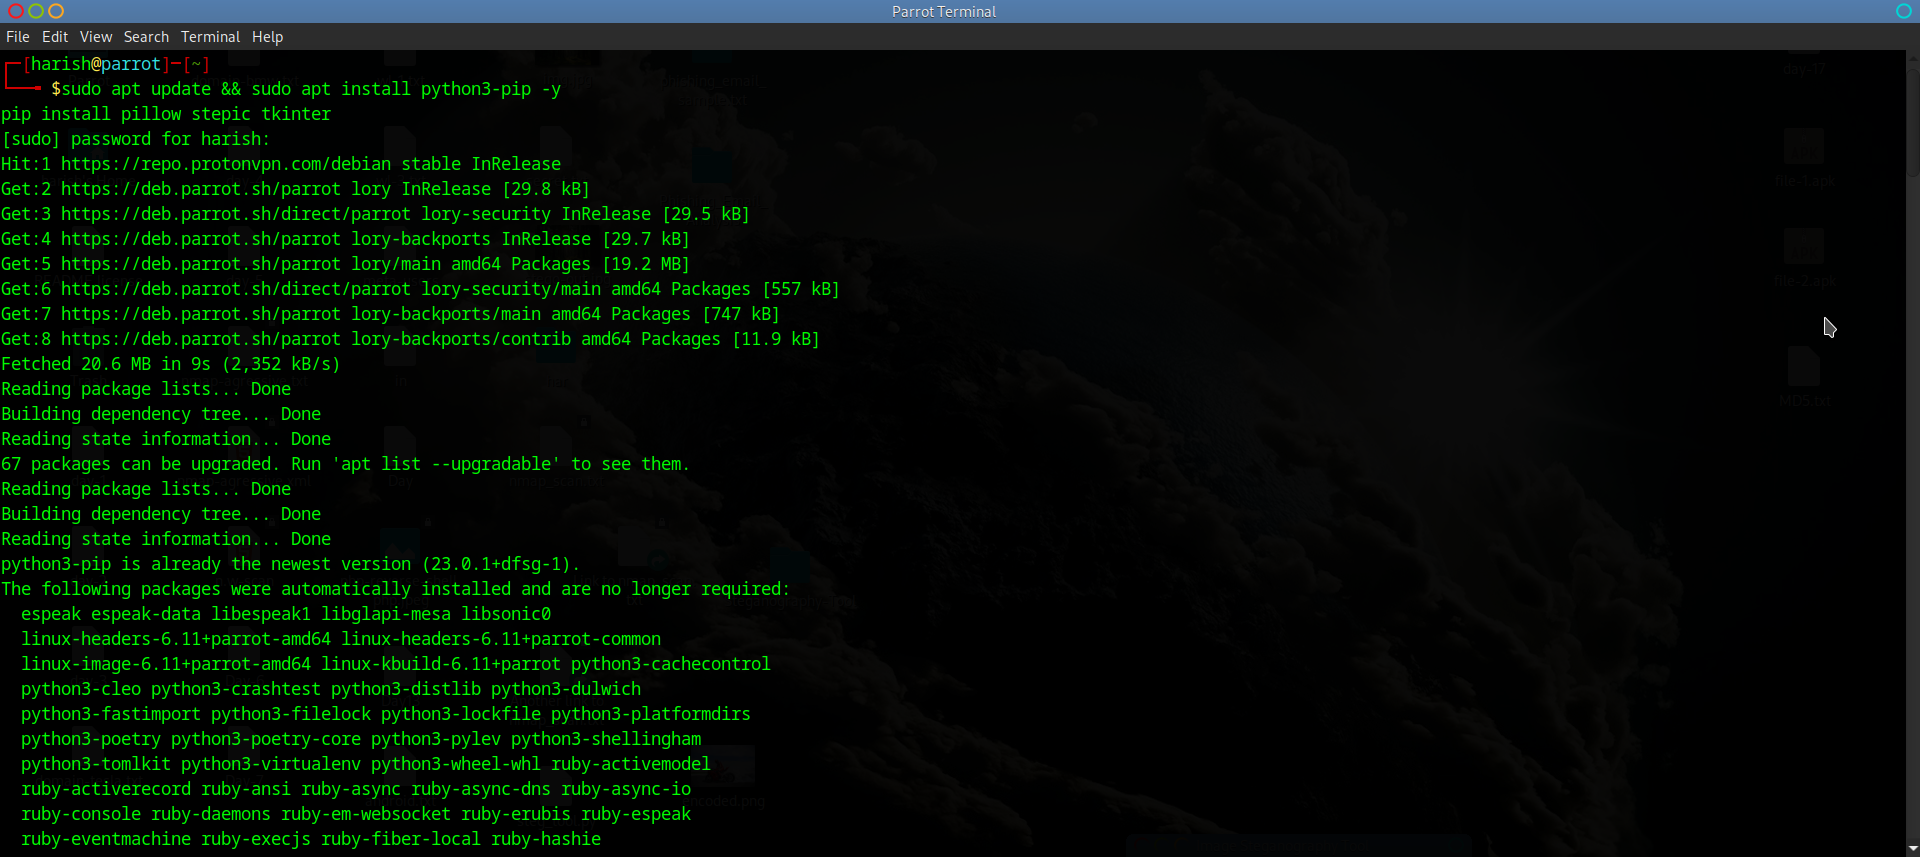 Parrot Terminal
File Edit View Search Terminal Help
┌─[harish@parrot]─[~]
└──╼ $sudo apt update && sudo apt install python3-pip -y
pip install pillow stepic tkinter
[sudo] password for harish:
Hit:1 https://repo.protonvpn.com/debian stable InRelease
Get:2 https://deb.parrot.sh/parrot lory InRelease [29.8 kB]
Get:3 https://deb.parrot.sh/direct/parrot lory-security InRelease [29.5 kB]
Get:4 https://deb.parrot.sh/parrot lory-backports InRelease [29.7 kB]
Get:5 https://deb.parrot.sh/parrot lory/main amd64 Packages [19.2 MB]
Get:6 https://deb.parrot.sh/direct/parrot lory-security/main amd64 Packages [557 kB]
Get:7 https://deb.parrot.sh/parrot lory-backports/main amd64 Packages [747 kB]
Get:8 https://deb.parrot.sh/parrot lory-backports/contrib amd64 Packages [11.9 kB]
Fetched 20.6 MB in 9s (2,352 kB/s)
Reading package lists... Done
Building dependency tree... Done
Reading state information... Done
67 packages can be upgraded. Run 'apt list --upgradable' to see them.
Reading package lists... Done
Building dependency tree... Done
Reading state information... Done
python3-pip is already the newest version (23.0.1+dfsg-1).
The following packages were automatically installed and are no longer required:
espeak espeak-data libespeak1 libglapi-mesa libsonic0
linux-headers-6.11+parrot-amd64 linux-headers-6.11+parrot-common
linux-image-6.11+parrot-amd64 linux-kbuild-6.11+parrot python3-cachecontrol
python3-cleo python3-crashtest python3-distlib python3-dulwich
python3-fastimport python3-filelock python3-lockfile python3-platformdirs
python3-poetry python3-poetry-core python3-pylev python3-shellingham
python3-tomlkit python3-virtualenv python3-wheel-whl ruby-activemodel
ruby-activerecord ruby-ansi ruby-async ruby-async-dns ruby-async-io
ruby-console ruby-daemons ruby-em-websocket ruby-erubis ruby-espeak
ruby-eventmachine ruby-execjs ruby-fiber-local ruby-hashie
day-17
file-1.apk
file-2.apk
MD5.txt